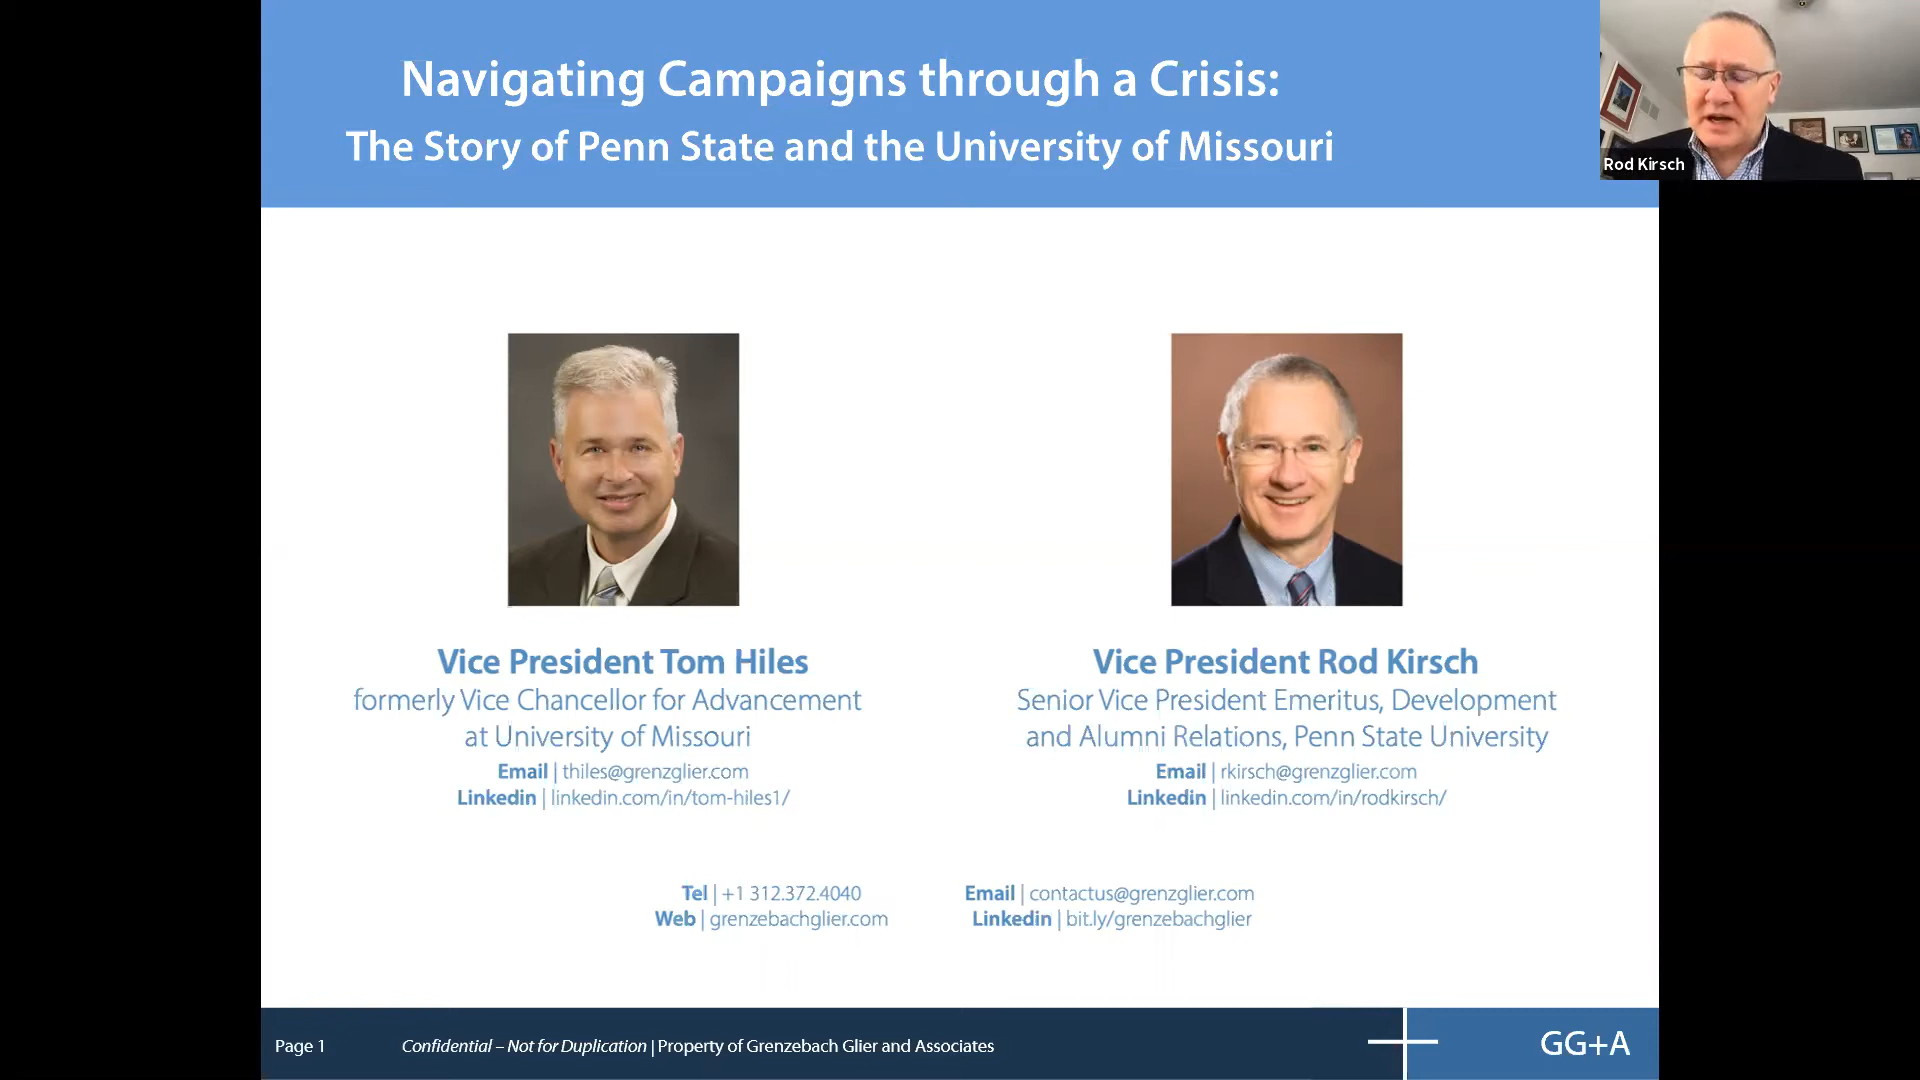 Navigating Campaigns through a Crisis:
The Story of Penn State and the University of Missouri
Rod Kirsch
Vice President Tom Hiles
formerly Vice Chancellor for Advancement
at University of Missouri
Email | thiles@grenzglier.com
Linkedin | linkedin.com/in/tom-hiles1/
Vice President Rod Kirsch
Senior Vice President Emeritus, Development
and Alumni Relations, Penn State University
Email | rkirsch@grenzglier.com
Linkedin | linkedin.com/in/rodkirsch/
Tel | +1 312.372.4040
Web | grenzebachglier.com
Email | contactus@grenzglier.com
Linkedin | bit.ly/grenzebachglier
Page 1
Confidential – Not for Duplication | Property of Grenzebach Glier and Associates
GG+A